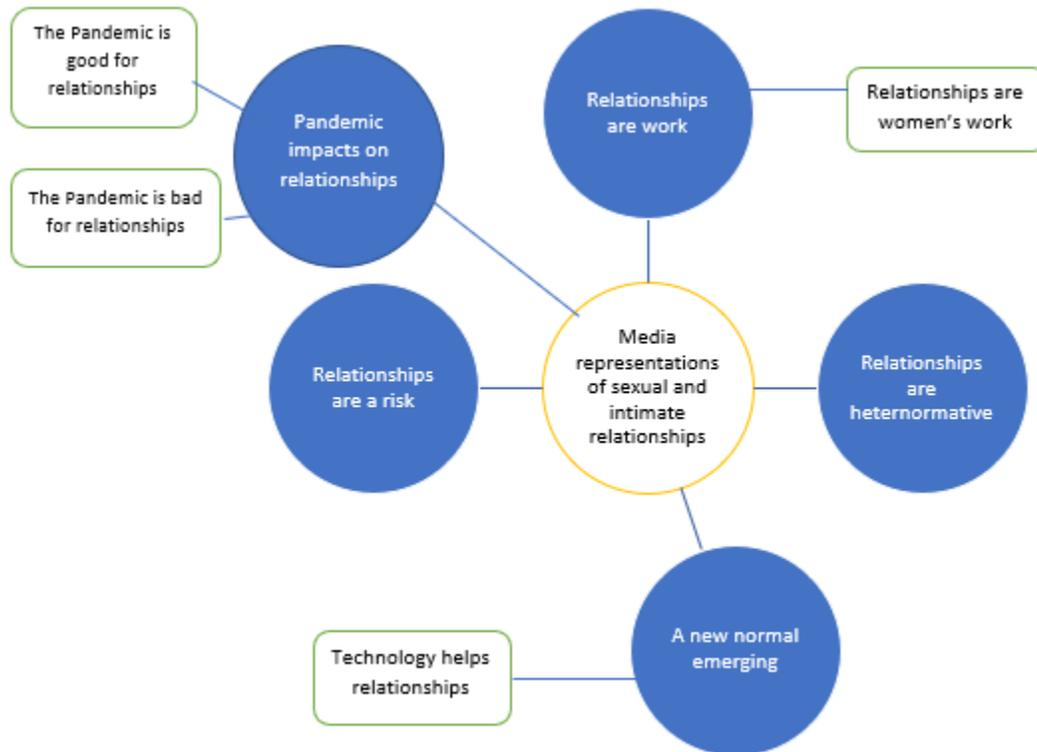 The Pandemic is
good for
relationships
Pandemic
impacts on
relationships
Relationships
are work
Relationships are
women's work
The Pandemic is bad
for relationships
Relationships
are a risk
Media
representations
of sexual and
intimate
relationships
Relationships
are
heternormative
A new normal
emerging
Technology helps
relationships